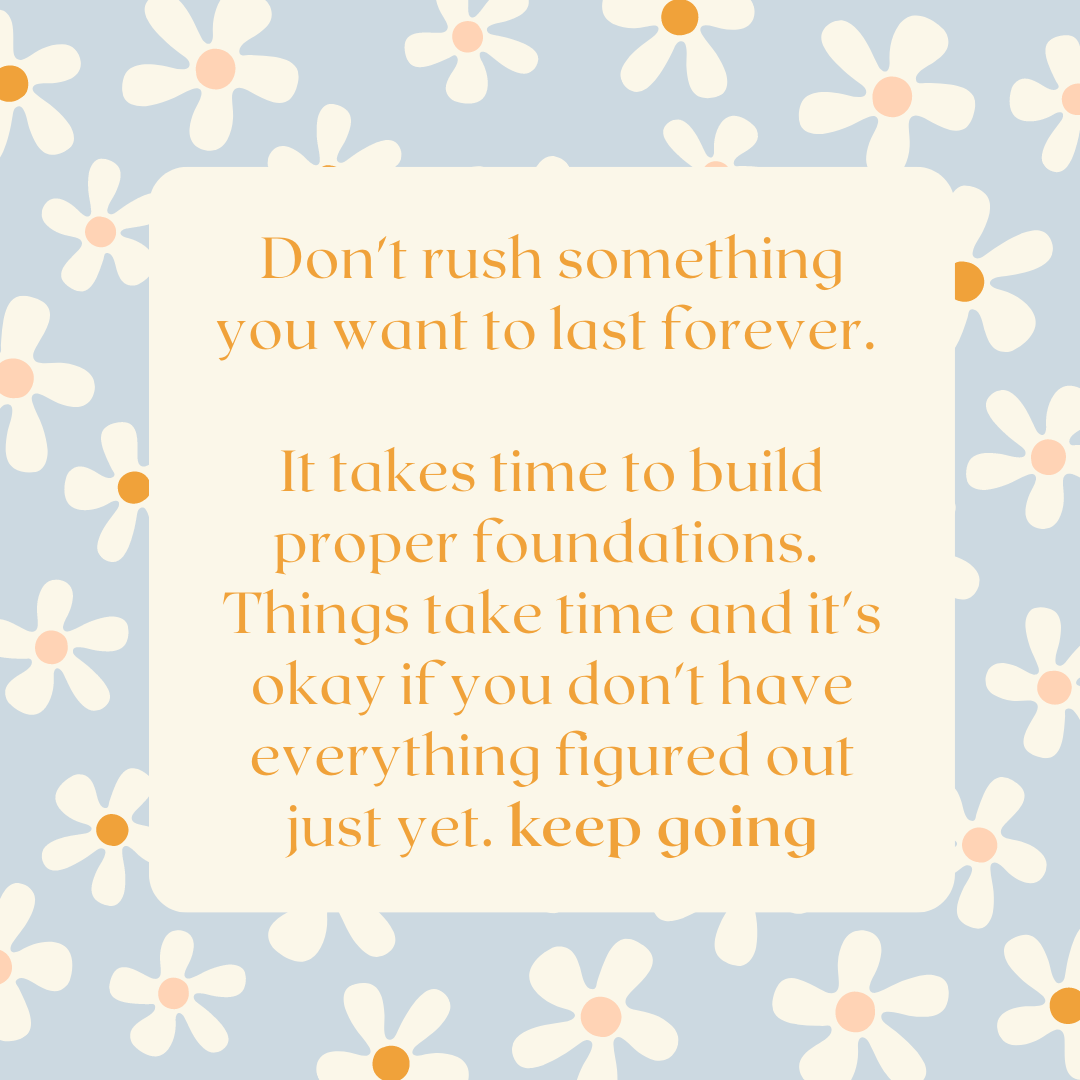 Don't rush something
you want to last forever.
It takes time to build
proper foundations.
Things take time and it's
okay if you don't have
everything figured out
just yet. keep going